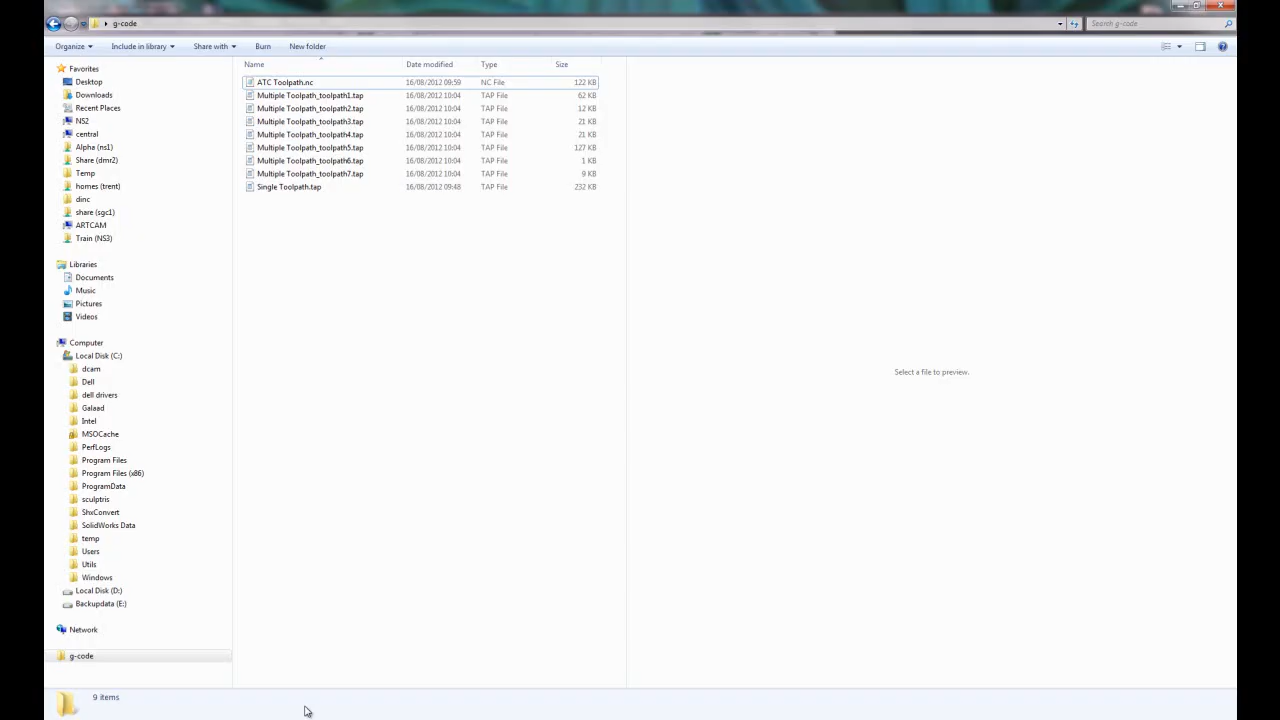 g-code
Search g-code
Organize Include in library Share with Burn New folder
Name Date modified Type Size
ATC Toolpath.nc 16/08/2012 09:59 NC File 122 KB
Multiple Toolpath_toolpath1.tap 16/08/2012 10:04 TAP File 62 KB
Multiple Toolpath_toolpath2.tap 16/08/2012 10:04 TAP File 12 KB
Multiple Toolpath_toolpath3.tap 16/08/2012 10:04 TAP File 21 KB
Multiple Toolpath_toolpath4.tap 16/08/2012 10:04 TAP File 21 KB
Multiple Toolpath_toolpath5.tap 16/08/2012 10:04 TAP File 127 KB
Multiple Toolpath_toolpath6.tap 16/08/2012 10:04 TAP File 1 KB
Multiple Toolpath_toolpath7.tap 16/08/2012 10:04 TAP File 9 KB
Single Toolpath.tap 16/08/2012 09:48 TAP File 232 KB
Favorites
Desktop
Downloads
Recent Places
NS2
central
Alpha (ns1)
Share (dmr2)
Temp
homes (trent)
dinc
share (sgc1)
ARTCAM
Train (NS3)
Libraries
Documents
Music
Pictures
Videos
Computer
Local Disk (C:)
dcam
Dell
dell drivers
Galaad
Intel
MSOCache
PerfLogs
Program Files
Program Files (x86)
ProgramData
sculptris
ShxConvert
SolidWorks Data
temp
Users
Utils
Windows
Local Disk (D:)
Backupdata (E:)
Network
g-code
Select a file to preview.
9 items